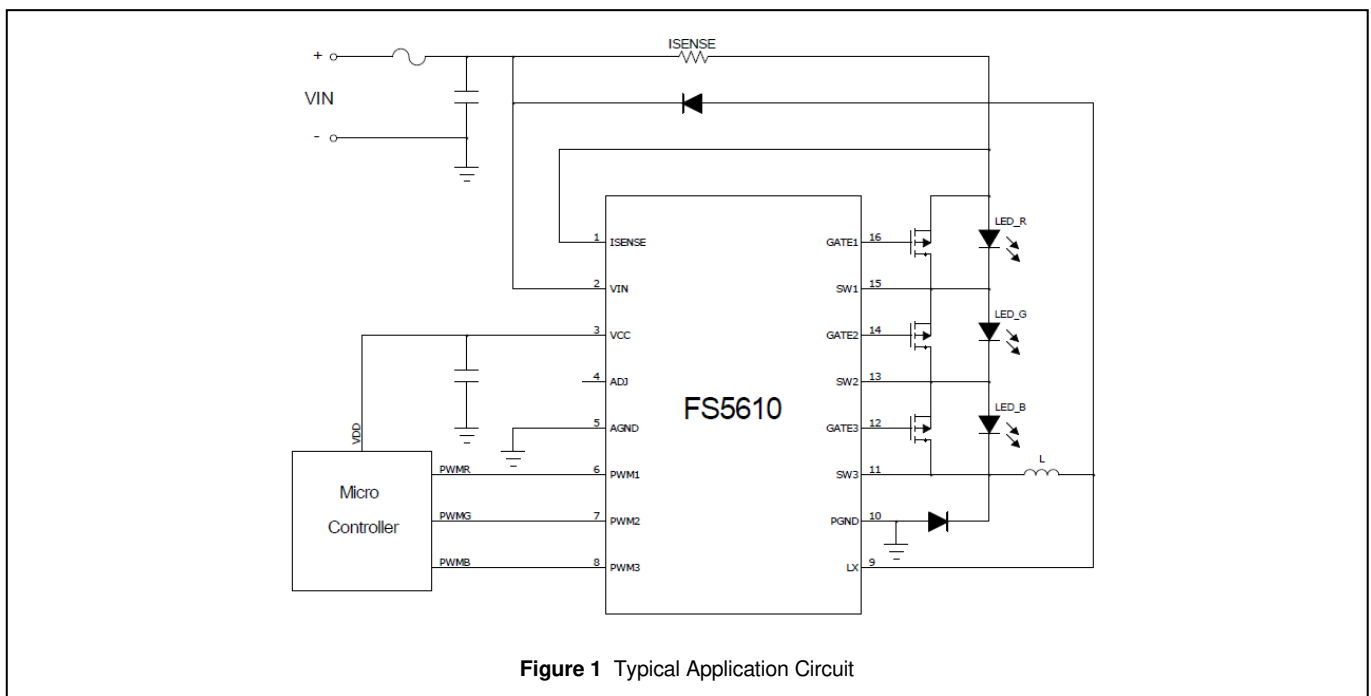 ISENSE
+
VIN
-
1 ISENSE
GATE1 16
LED_R
2 VIN
SW1 15
3 VCC
GATE2 14
LED_G
4 ADJ
SW2 13
FS5610
5 AGND
GATE3 12
LED_B
VDD
L
PWMR
6 PWM1
SW3 11
Micro
Controller
PWMG
7 PWM2
PGND 10
PWMB
8 PWM3
LX 9
Figure 1 Typical Application Circuit